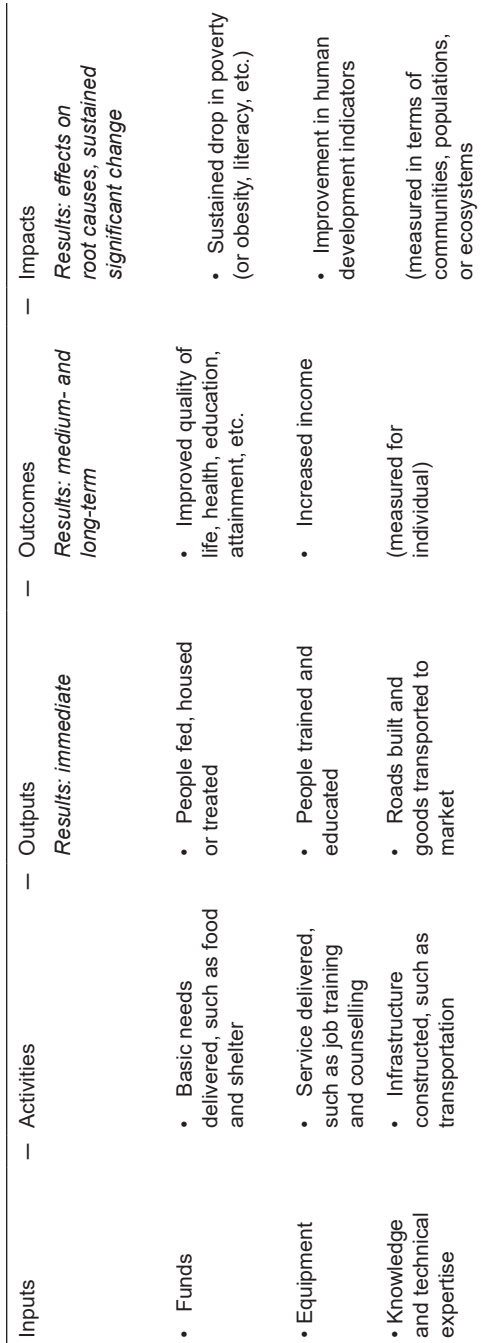 Inputs — Activities — Outputs — Outcomes — Impacts
Results: immediate
Results: medium- and
long-term
Results: effects on
root causes, sustained
significant change
• Funds
• Basic needs
delivered, such as food
and shelter
• People fed, housed
or treated
• Improved quality of
life, health, education,
attainment, etc.
• Sustained drop in poverty
(or obesity, literacy, etc.)
• Equipment
• Service delivered,
such as job training
and counselling
• People trained and
educated
• Increased income
• Improvement in human
development indicators
• Knowledge
and technical
expertise
• Infrastructure
constructed, such as
transportation
• Roads built and
goods transported to
market
(measured for
individual)
(measured in terms of
communities, populations,
or ecosystems